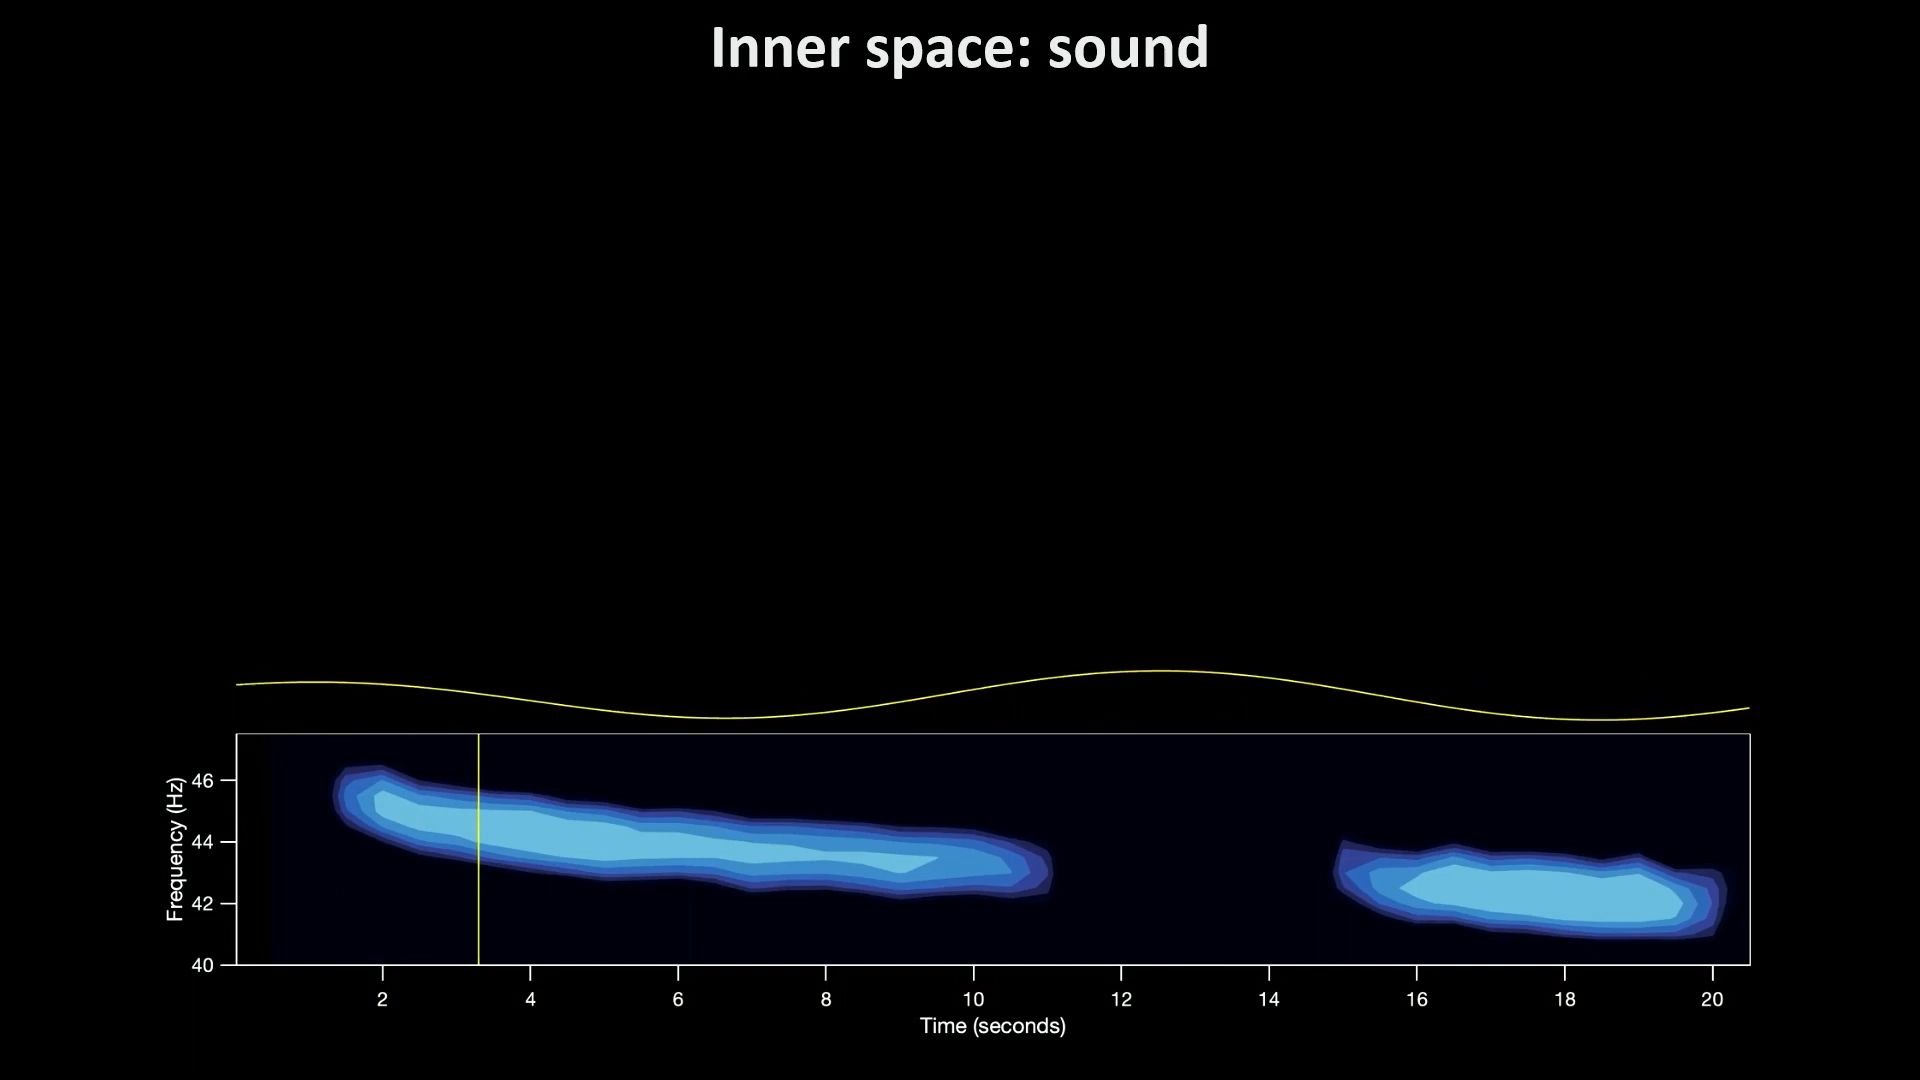 Inner space: sound
Frequency (Hz)
46
44
42
40
2 4 6 8 10 12 14 16 18 20
Time (seconds)